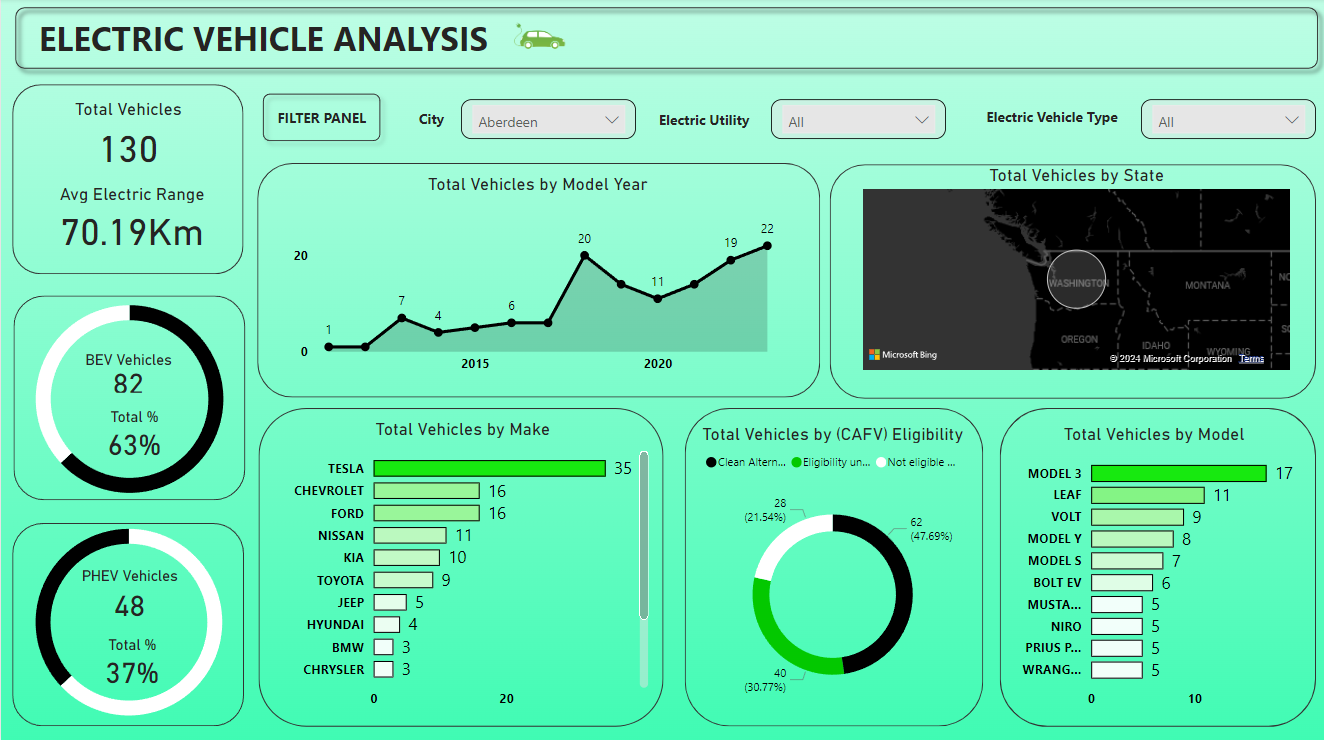 ELECTRIC VEHICLE ANALYSIS
Total Vehicles
130
Avg Electric Range
70.19Km
FILTER PANEL
City
Aberdeen
Electric Utility
All
Electric Vehicle Type
All
Total Vehicles by Model Year
20
0
1
7
4
6
20
11
19
22
2015
2020
Total Vehicles by State
WASHINGTON
MONTANA
OREGON
IDAHO
WYOMING
NO
SO
Microsoft Bing
© 2024 Microsoft Corporation Terms
BEV Vehicles
82
Total %
63%
PHEV Vehicles
48
Total %
37%
Total Vehicles by Make
TESLA 35
CHEVROLET 16
FORD 16
NISSAN 11
KIA 10
TOYOTA 9
JEEP 5
HYUNDAI 4
BMW 3
CHRYSLER 3
0 20
Total Vehicles by (CAFV) Eligibility
Clean Altern... Eligibility un... Not eligible ...
28
(21.54%)
62
(47.69%)
40
(30.77%)
Total Vehicles by Model
MODEL 3 17
LEAF 11
VOLT 9
MODEL Y 8
MODEL S 7
BOLT EV 6
MUSTA... 5
NIRO 5
PRIUS P... 5
WRANG... 5
0 10